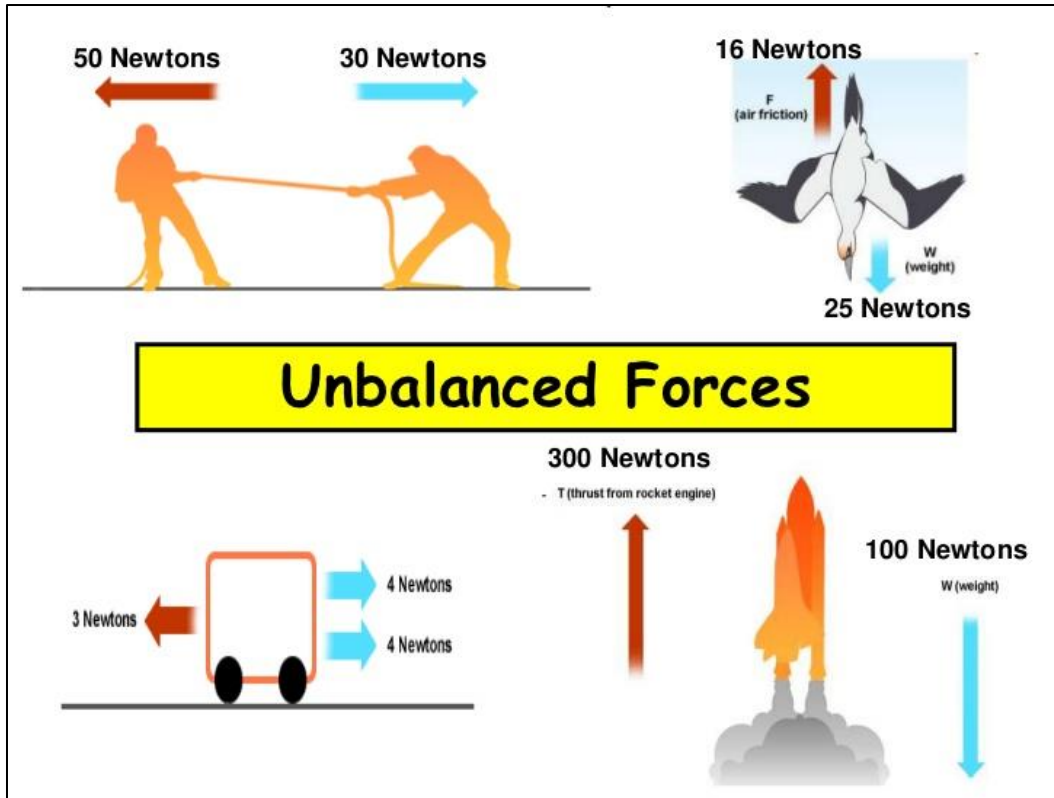 50 Newtons
30 Newtons
16 Newtons
F
(air friction)
W
(weight)
25 Newtons
Unbalanced Forces
300 Newtons
- T (thrust from rocket engine)
100 Newtons
W (weight)
3 Newtons
4 Newtons
4 Newtons